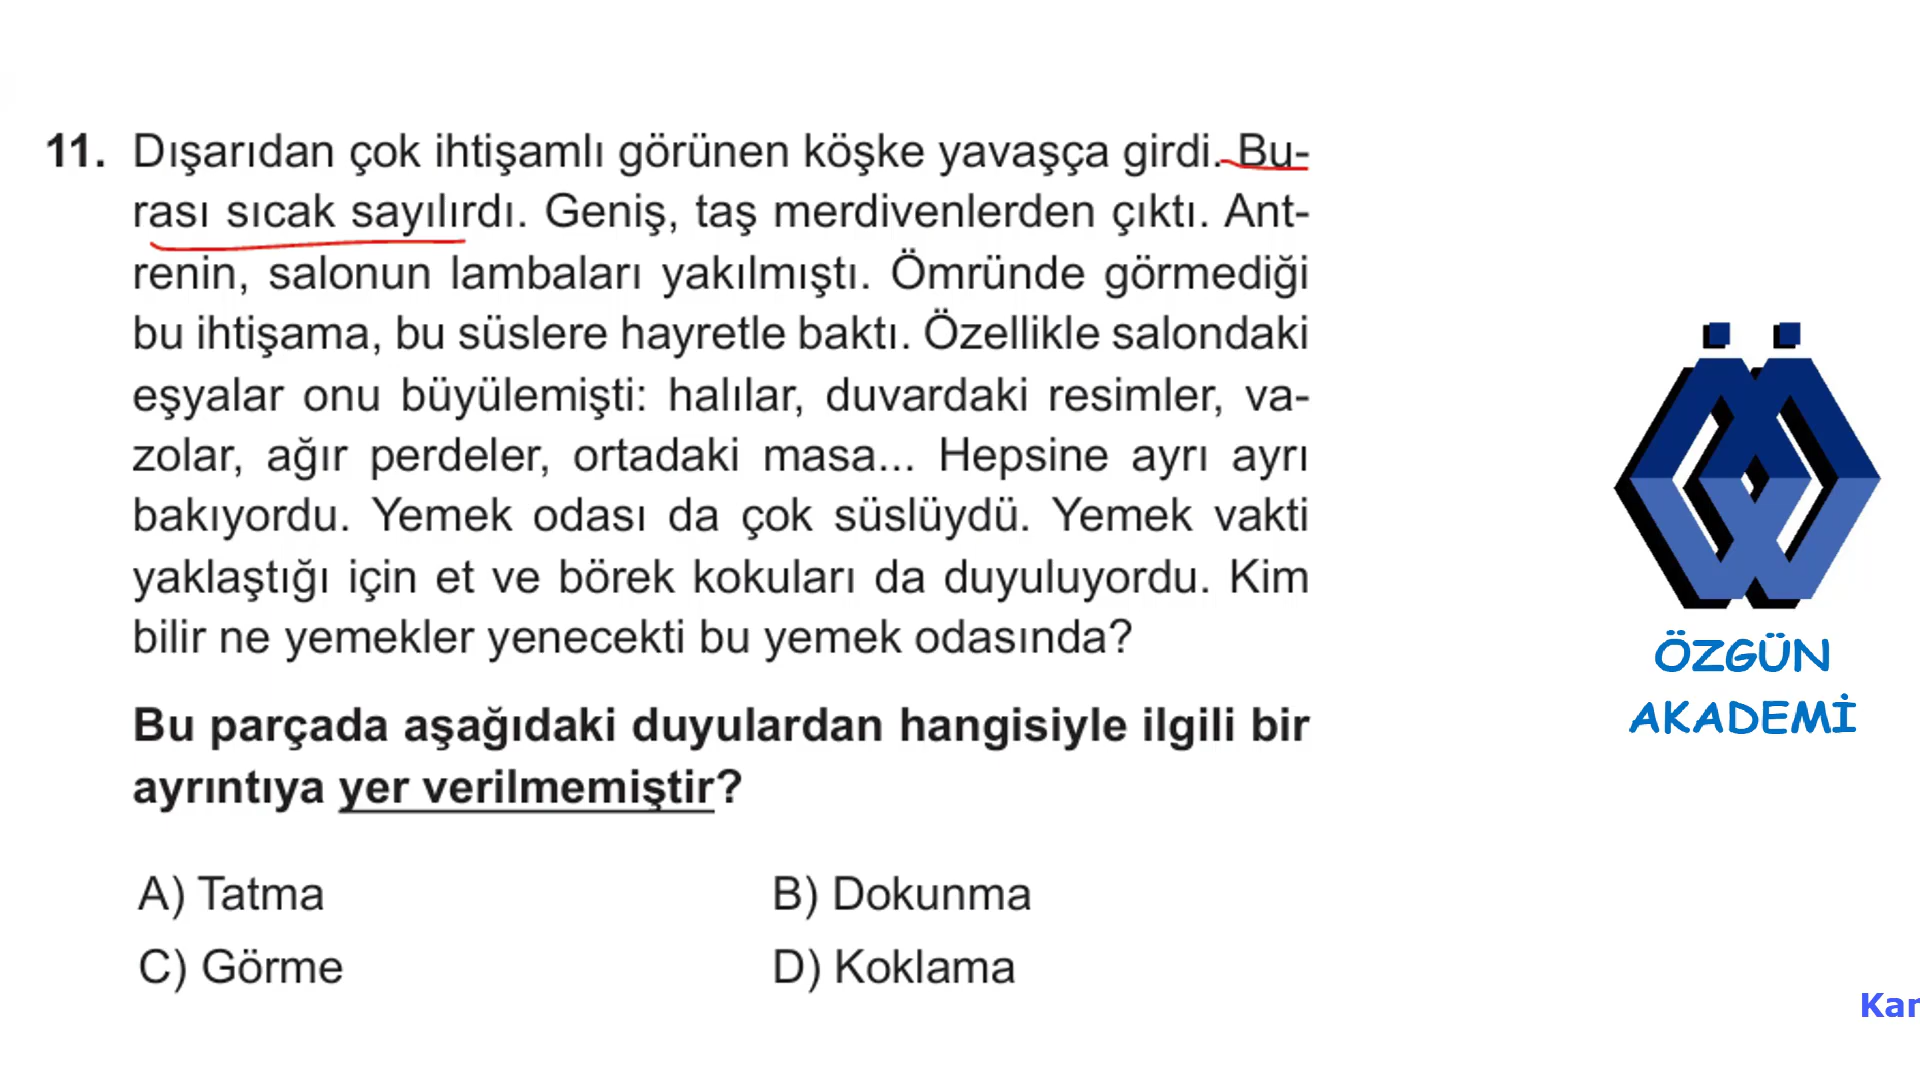 11. Dışarıdan çok ihtişamlı görünen köşke yavaşça girdi. Bu-
rası sıcak sayılırdı. Geniş, taş merdivenlerden çıktı. Ant-
renin, salonun lambaları yakılmıştı. Ömründe görmediği
bu ihtişama, bu süslere hayretle baktı. Özellikle salondaki
eşyalar onu büyülemişti: halılar, duvardaki resimler, va-
zolar, ağır perdeler, ortadaki masa... Hepsine ayrı ayrı
bakıyordu. Yemek odası da çok süslüydü. Yemek vakti
yaklaştığı için et ve börek kokuları da duyuluyordu. Kim
bilir ne yemekler yenecekti bu yemek odasında?
Bu parçada aşağıdaki duyulardan hangisiyle ilgili bir
ayrıntıya yer verilmemiştir?
A) Tatma
B) Dokunma
C) Görme
D) Koklama
ÖZGÜN
AKADEMİ
Kar